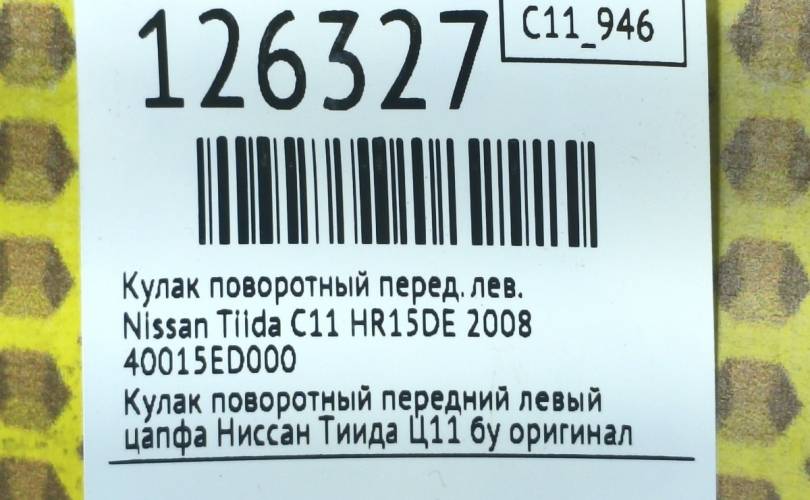 126327
C11_946
Кулак поворотный перед. лев.
Nissan Tiida C11 HR15DE 2008
40015ED000
Кулак поворотный передний левый
цапфа Ниссан Тиида Ц11 бу оригинал